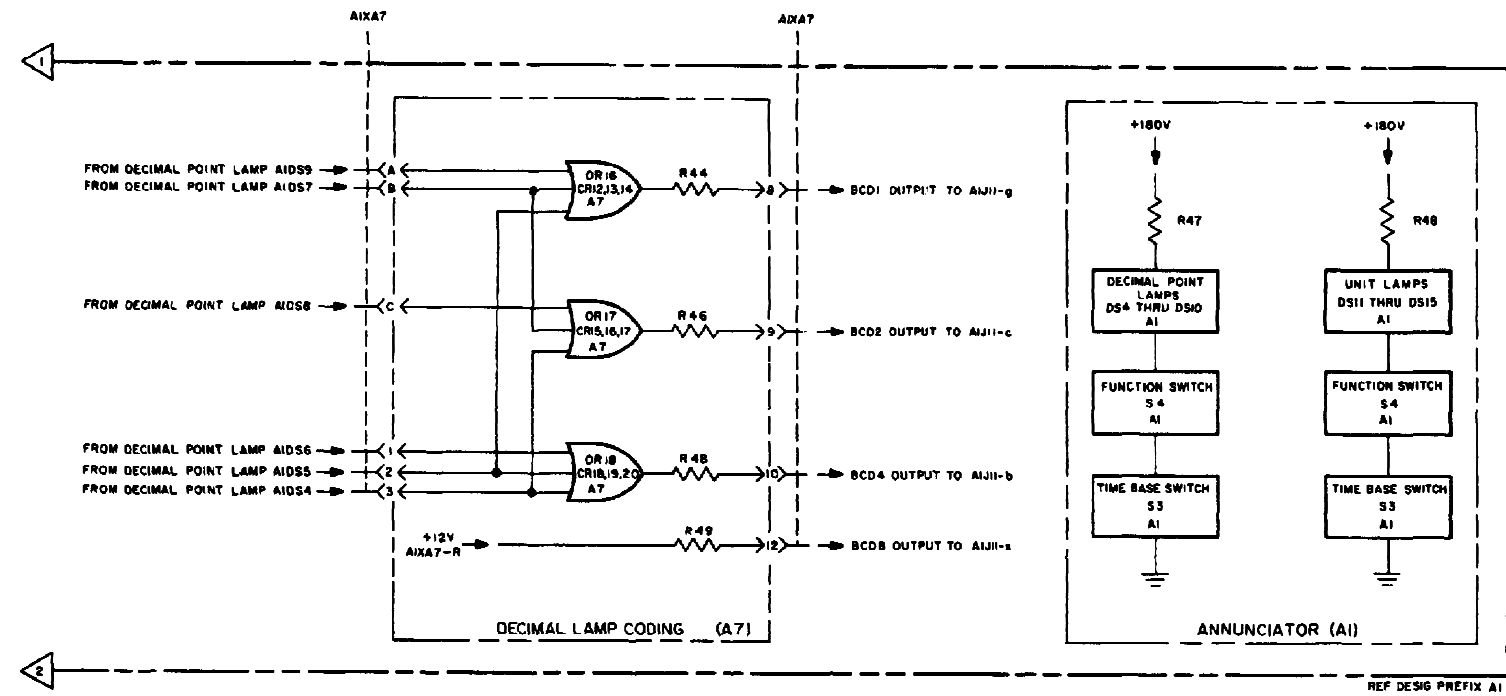 A1XA7
A1XA7
1
FROM DECIMAL POINT LAMP A1DS9
A
FROM DECIMAL POINT LAMP A1DS7
B
OR16
CR12,13,14
A7
R44
8
BCD1 OUTPUT TO A1J11-g
FROM DECIMAL POINT LAMP A1DS8
C
OR17
CR15,16,17
A7
R46
9
BCD2 OUTPUT TO A1J11-c
FROM DECIMAL POINT LAMP A1DS6
1
FROM DECIMAL POINT LAMP A1DS5
2
FROM DECIMAL POINT LAMP A1DS4
3
OR18
CR18,19,20
A7
R48
10
BCD4 OUTPUT TO A1J11-b
+12V
A1XA7-R
R49
12
BCD8 OUTPUT TO A1J11-s
DECIMAL LAMP CODING (A7)
+180V
R47
DECIMAL POINT
LAMPS
DS4 THRU DS10
A1
FUNCTION SWITCH
S4
A1
TIME BASE SWITCH
S3
A1
+180V
R48
UNIT LAMPS
DS11 THRU DS15
A1
FUNCTION SWITCH
S4
A1
TIME BASE SWITCH
S3
A1
ANNUNCIATOR (A1)
2
REF DESIG PREFIX A1